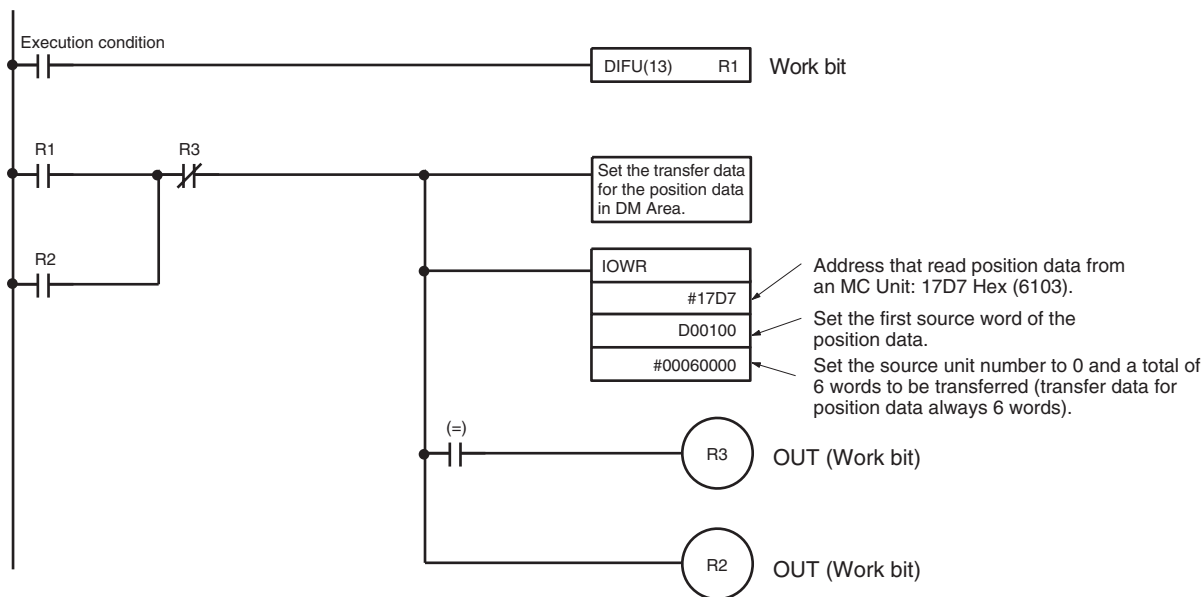 Execution condition
DIFU(13) R1 Work bit
R1 R3
Set the transfer data
for the position data
in DM Area.
R2
IOWR
#17D7
D00100
#00060000
Address that read position data from
an MC Unit: 17D7 Hex (6103).
Set the first source word of the
position data.
Set the source unit number to 0 and a total of
6 words to be transferred (transfer data for
position data always 6 words).
(=)
R3 OUT (Work bit)
R2 OUT (Work bit)